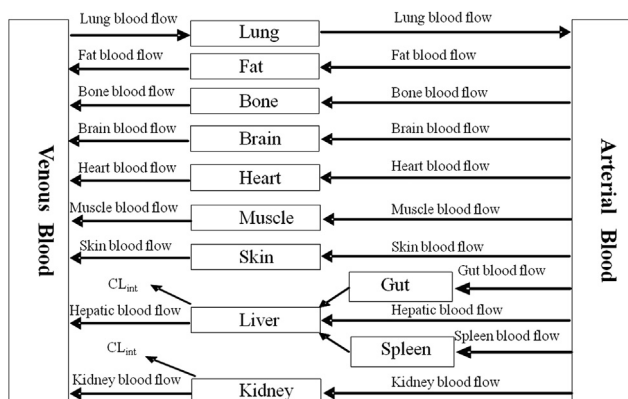 Lung blood flow
Lung
Lung blood flow
Fat blood flow
Fat
Fat blood flow
Bone blood flow
Bone
Bone blood flow
Brain blood flow
Brain
Brain blood flow
Heart blood flow
Heart
Heart blood flow
Muscle blood flow
Muscle
Muscle blood flow
Skin blood flow
Skin
Skin blood flow
CLint
Gut
Gut blood flow
Hepatic blood flow
Liver
Hepatic blood flow
CLint
Spleen
Spleen blood flow
Kidney blood flow
Kidney
Kidney blood flow
Venous Blood
Arterial Blood